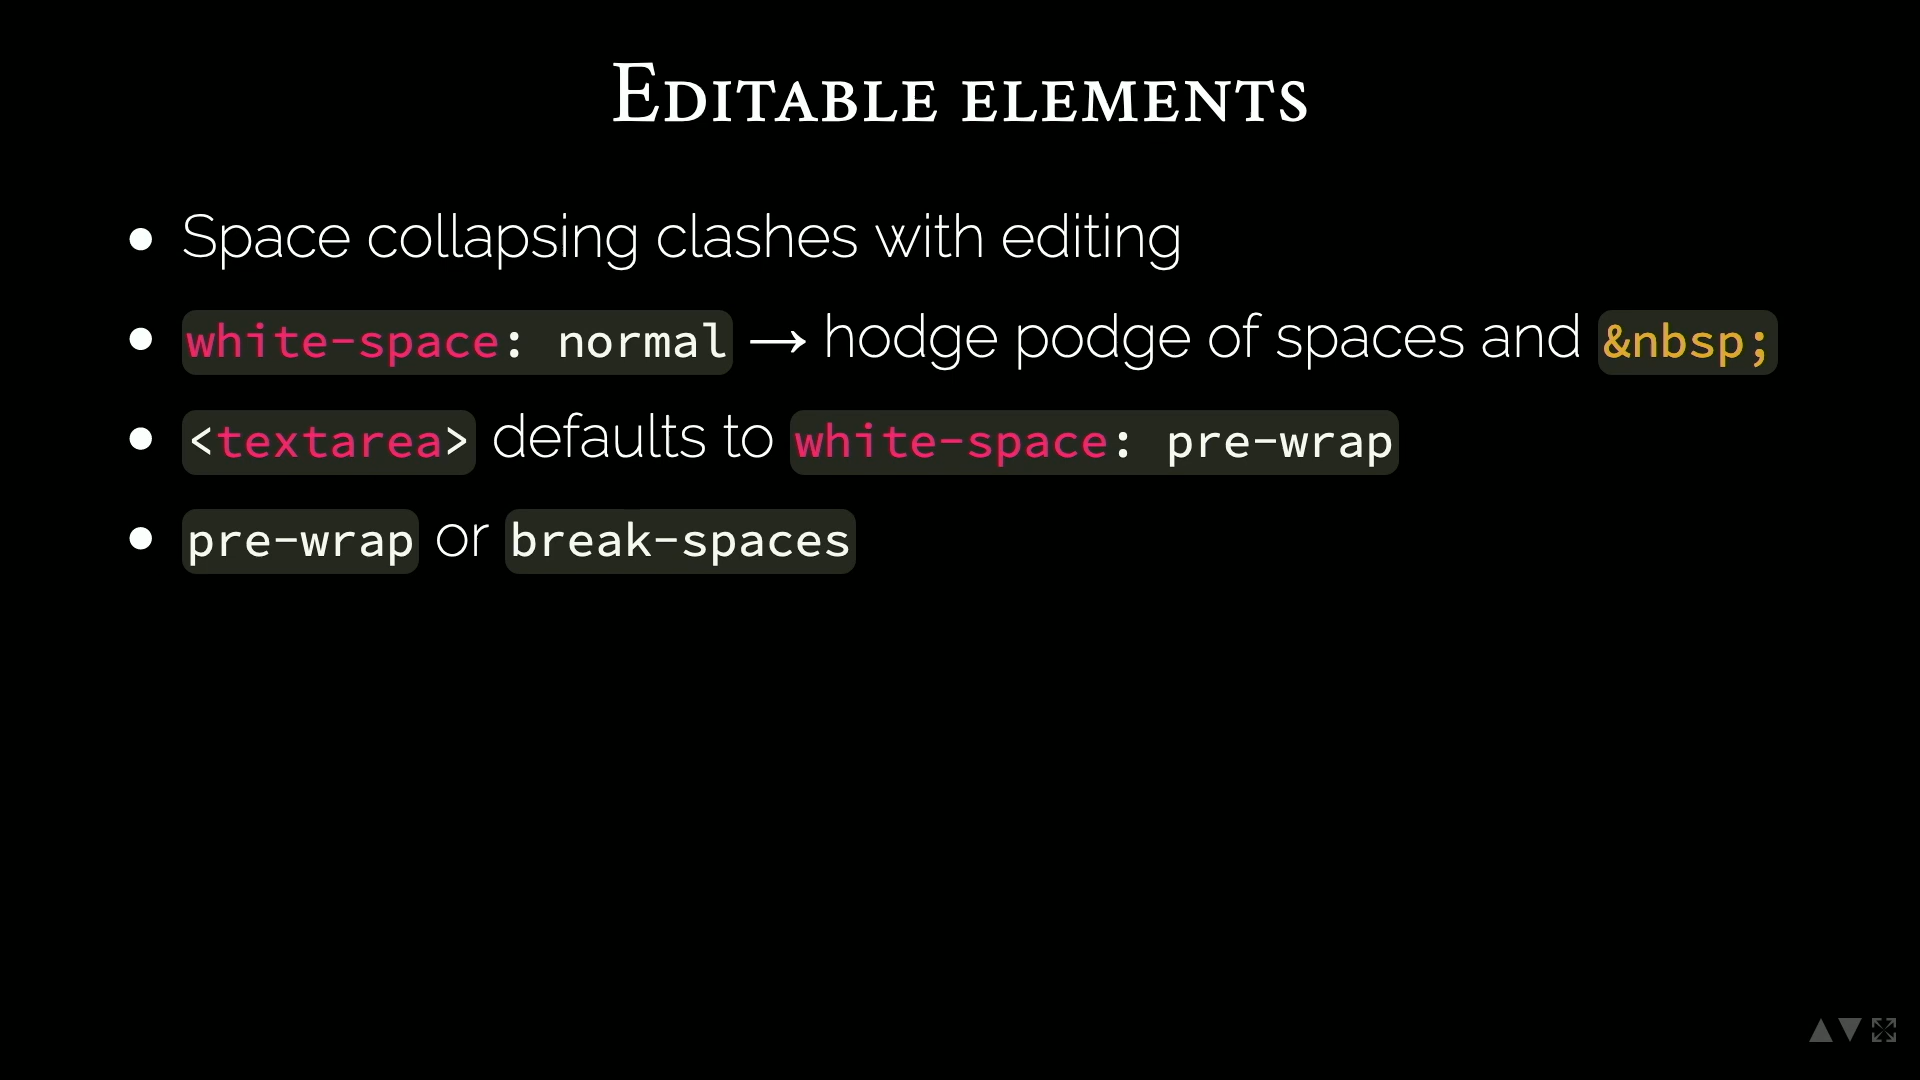 Editable elements
• Space collapsing clashes with editing
• white-space: normal → hodge podge of spaces and &nbsp;
• <textarea> defaults to white-space: pre-wrap
• pre-wrap or break-spaces